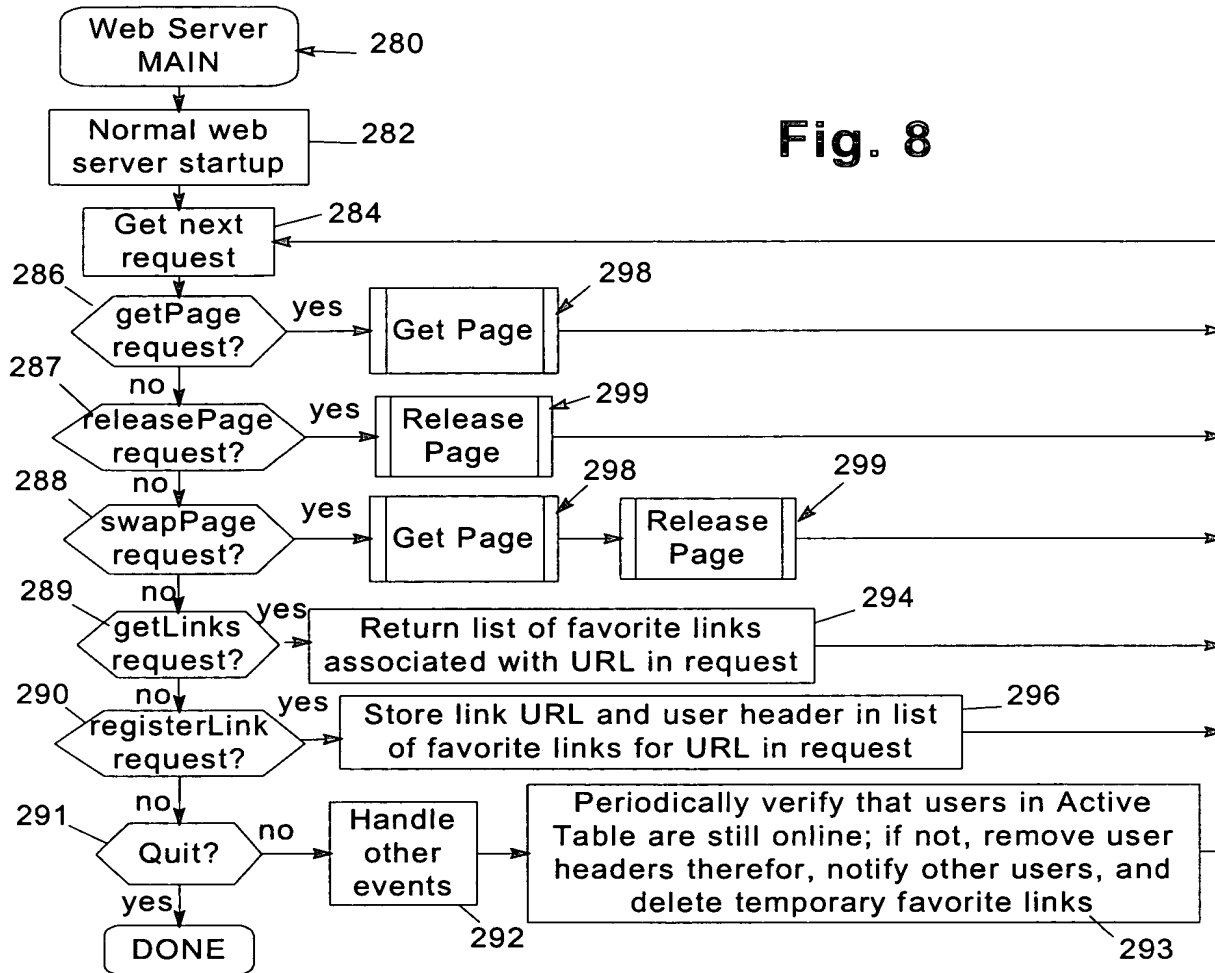 Web Server
MAIN
280
Normal web
server startup
282
Fig. 8
Get next
request
284
286
getPage
request?
yes
Get Page
298
no
287
releasePage
request?
yes
Release
Page
299
no
288
swapPage
request?
yes
Get Page
298
Release
Page
299
no
289
getLinks
request?
yes
Return list of favorite links
associated with URL in request
294
no
290
registerLink
request?
yes
Store link URL and user header in list
of favorite links for URL in request
296
no
291
Quit?
no
Handle
other
events
292
Periodically verify that users in Active
Table are still online; if not, remove user
headers therefor, notify other users, and
delete temporary favorite links
293
yes
DONE